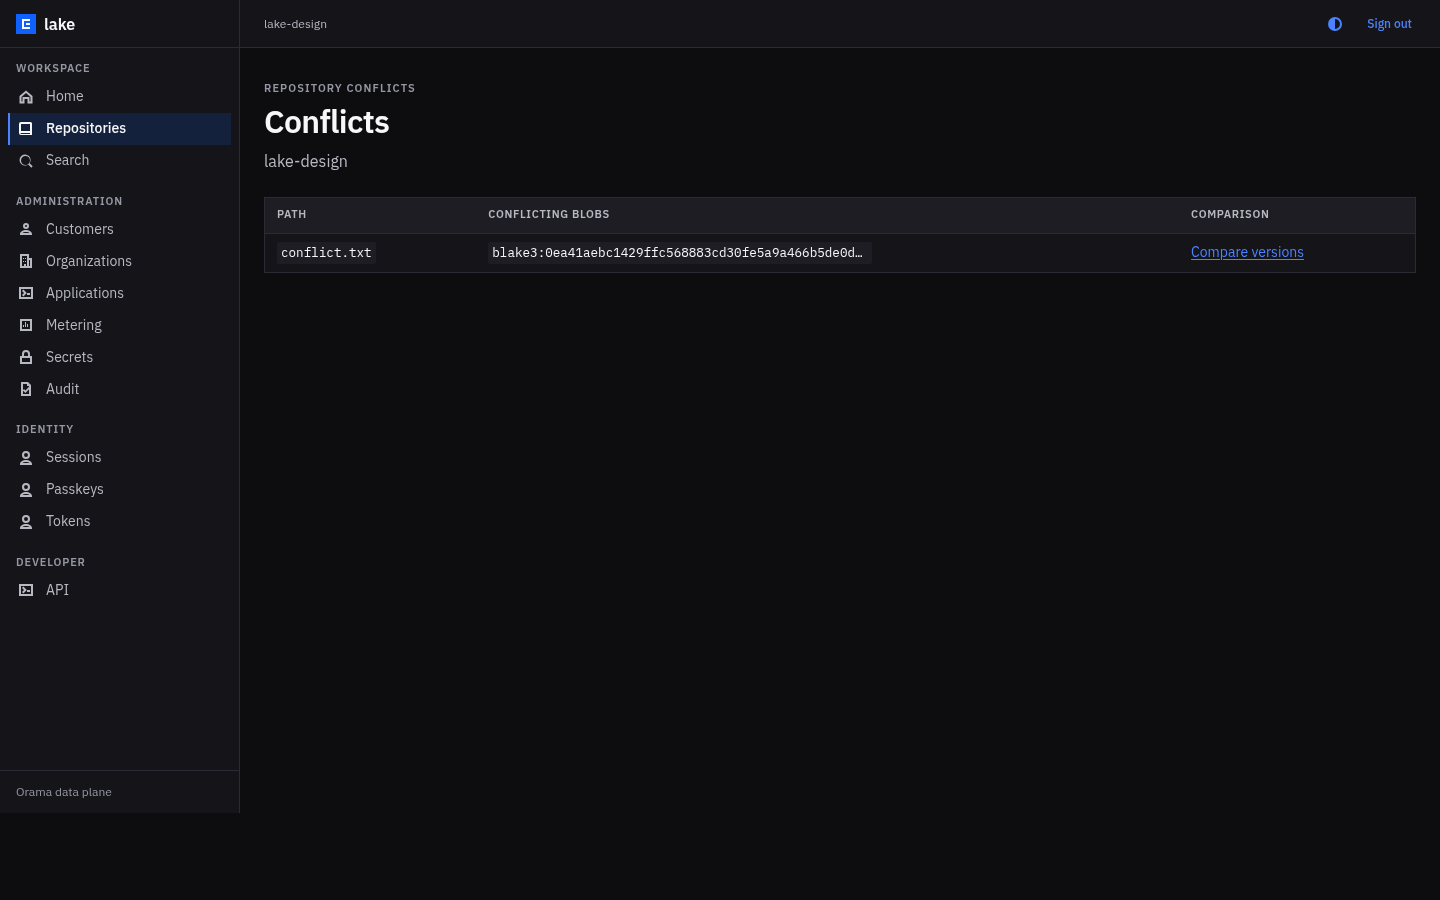 lake
lake-design
Sign out
WORKSPACE
Home
Repositories
Search
ADMINISTRATION
Customers
Organizations
Applications
Metering
Secrets
Audit
IDENTITY
Sessions
Passkeys
Tokens
DEVELOPER
API
Orama data plane
REPOSITORY CONFLICTS
Conflicts
lake-design
PATH CONFLICTING BLOBS COMPARISON
conflict.txt blake3:0ea41aebc1429ffc568883cd30fe5a9a466b5de0d… Compare versions